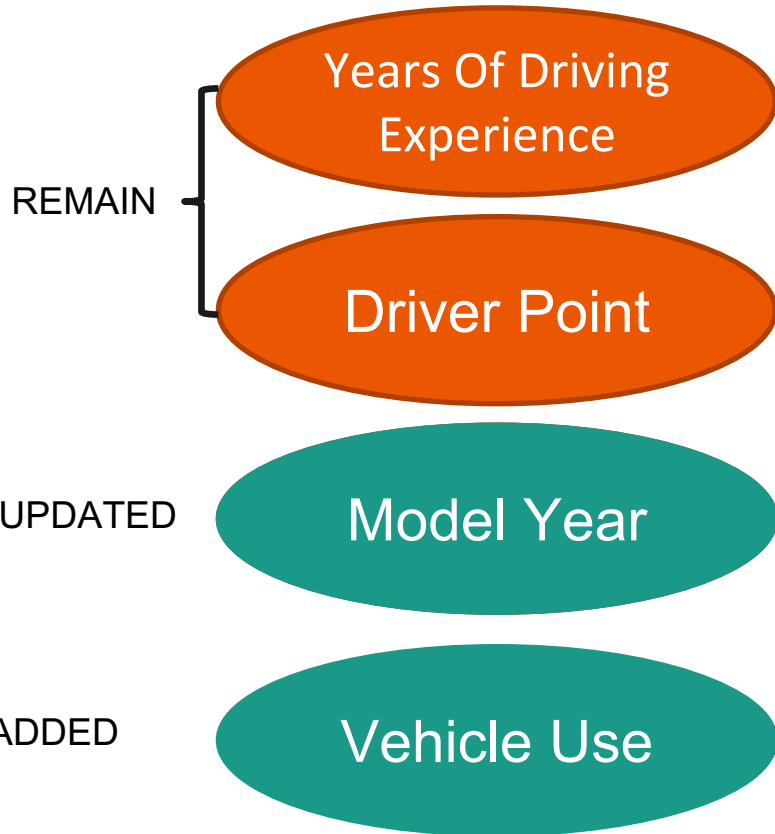 Years Of Driving
Experience
REMAIN
Driver Point
UPDATED
Model Year
ADDED
Vehicle Use